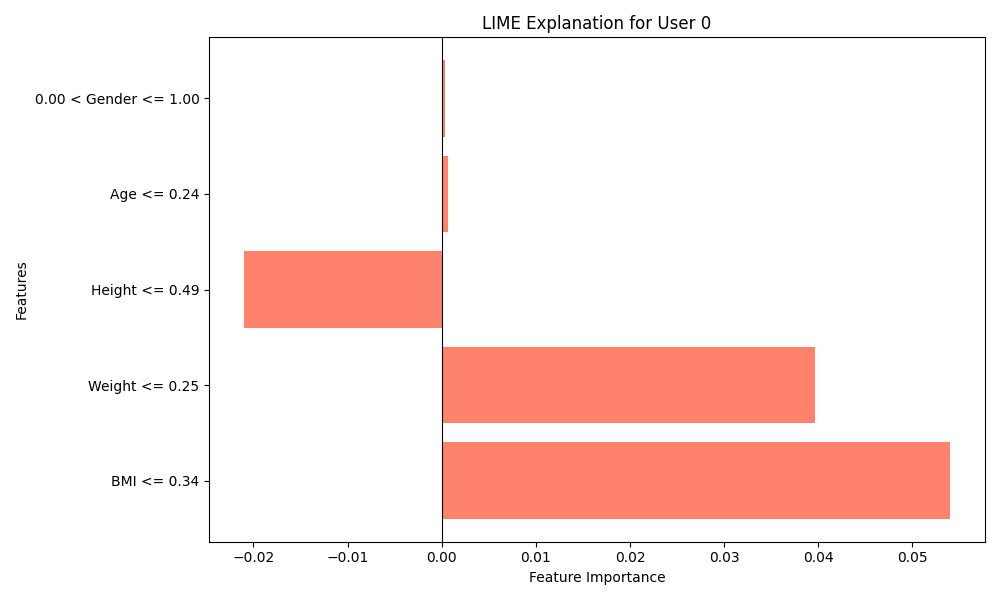 LIME Explanation for User 0
0.00 < Gender <= 1.00
Age <= 0.24
Height <= 0.49
Weight <= 0.25
BMI <= 0.34
Features
−0.02 −0.01 0.00 0.01 0.02 0.03 0.04 0.05
Feature Importance